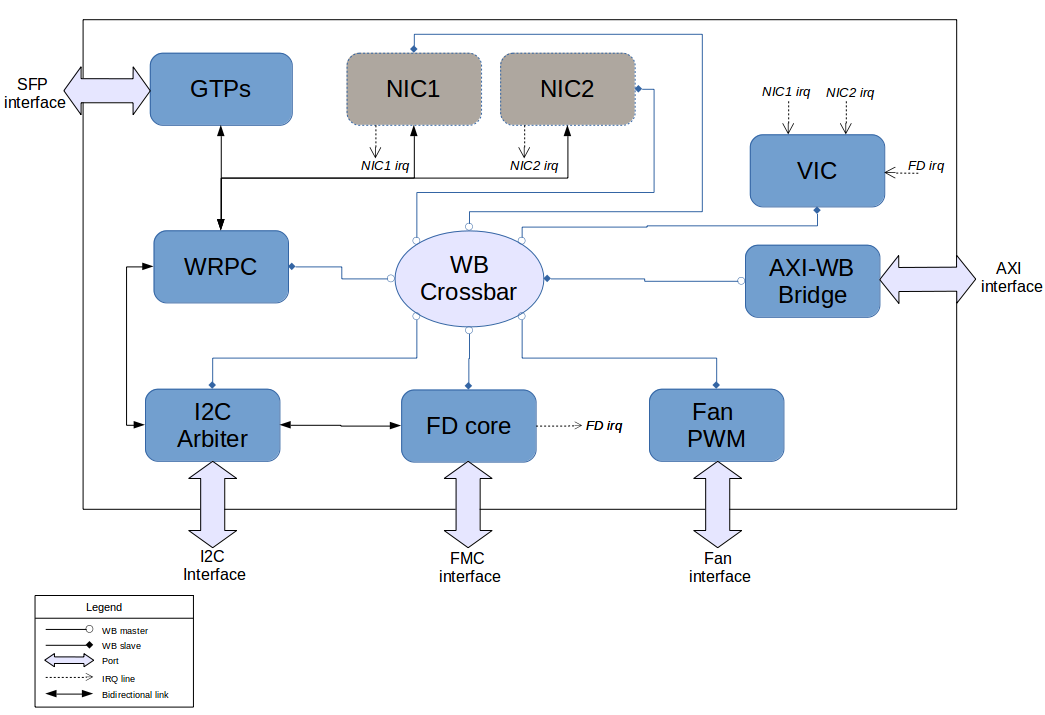 SFP
interface
GTPs
NIC1
NIC2
NIC1 irq
NIC2 irq
NIC1 irq
NIC2 irq
VIC
FD irq
WRPC
WB
Crossbar
AXI-WB
Bridge
AXI
interface
I2C
Arbiter
FD core
FD irq
Fan
PWM
I2C
Interface
FMC
interface
Fan
interface
Legend
WB master
WB slave
Port
IRQ line
Bidirectional link